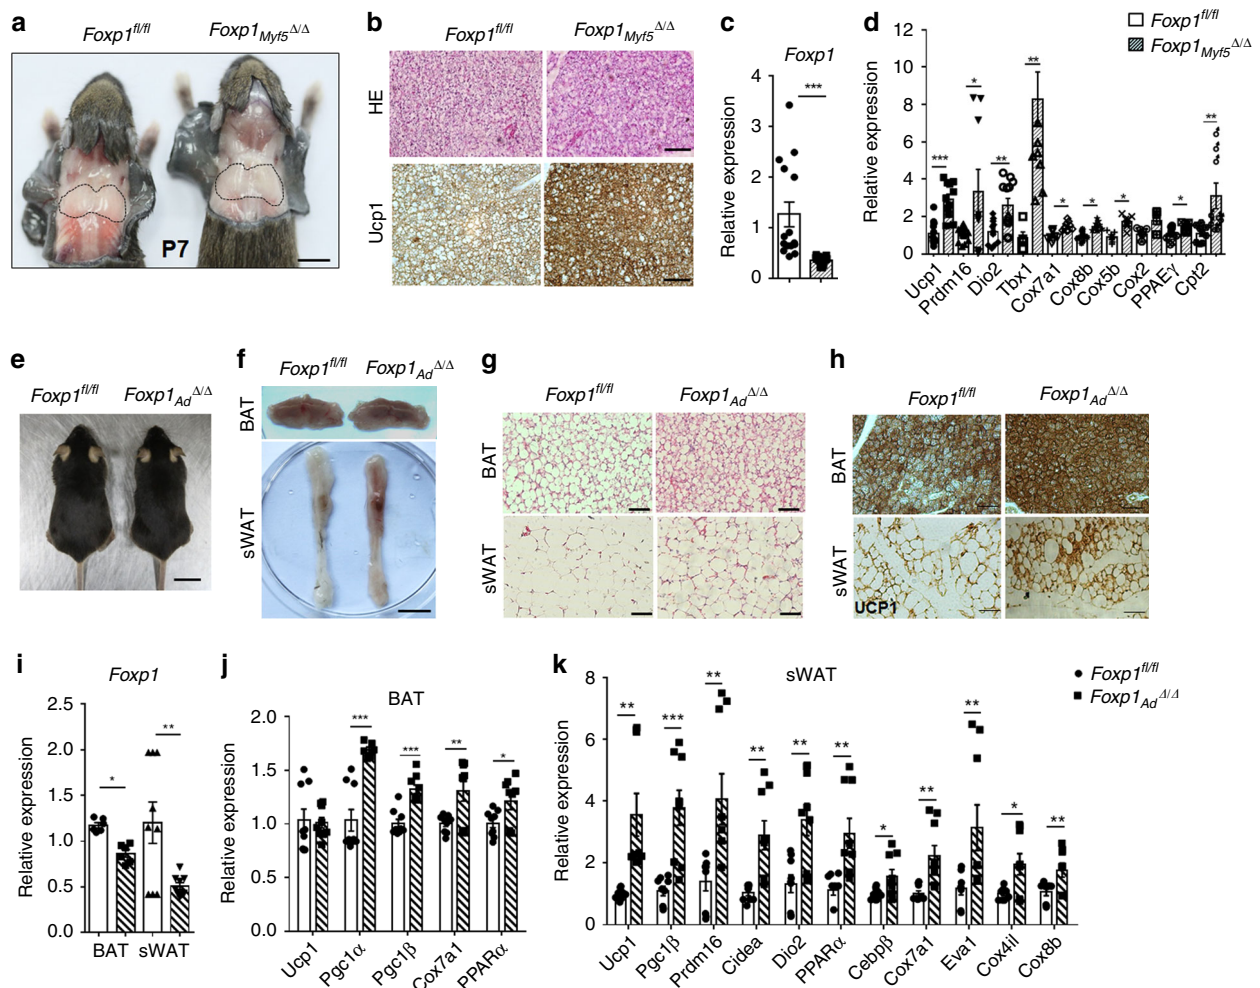 a
Foxp1fl/fl
Foxp1Myf5Δ/Δ
P7
b
Foxp1fl/fl
Foxp1Myf5Δ/Δ
HE
Ucp1
c
Foxp1
Relative expression
4
3
2
1
0
***
d
Foxp1fl/fl
Foxp1Myf5Δ/Δ
Relative expression
12
10
8
6
4
2
0
***
*
**
**
*
*
*
*
**
Ucp1
Prdm16
Dio2
Tbx1
Cox7a1
Cox8b
Cox5b
Cox2
PPAEγ
Cpt2
e
Foxp1fl/fl
Foxp1AdΔ/Δ
f
Foxp1fl/fl
Foxp1AdΔ/Δ
BAT
sWAT
g
Foxp1fl/fl
Foxp1AdΔ/Δ
BAT
sWAT
h
Foxp1fl/fl
Foxp1AdΔ/Δ
BAT
sWAT
UCP1
i
Foxp1
Relative expression
2.5
2.0
1.5
1.0
0.5
0.0
*
**
BAT sWAT
j
BAT
Relative expression
2.0
1.5
1.0
0.5
0.0
***
***
**
*
Ucp1
Pgc1α
Pgc1β
Cox7a1
PPARα
k
sWAT
Foxp1fl/fl
Foxp1AdΔ/Δ
Relative expression
8
6
4
2
0
**
***
**
**
**
**
*
**
**
*
**
Ucp1
Pgc1β
Prdm16
Cidea
Dio2
PPARα
Cebpβ
Cox7a1
Eva1
Cox4il
Cox8b